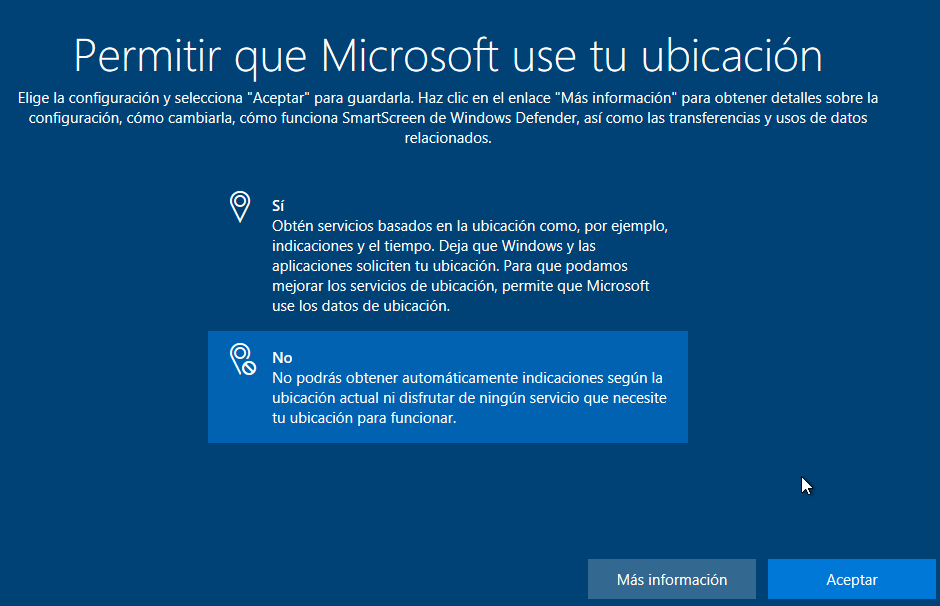 Permitir que Microsoft use tu ubicación
Elige la configuración y selecciona "Aceptar" para guardarla. Haz clic en el enlace "Más información" para obtener detalles sobre la
configuración, cómo cambiarla, cómo funciona SmartScreen de Windows Defender, así como las transferencias y usos de datos
relacionados.
Sí
Obtén servicios basados en la ubicación como, por ejemplo,
indicaciones y el tiempo. Deja que Windows y las
aplicaciones soliciten tu ubicación. Para que podamos
mejorar los servicios de ubicación, permite que Microsoft
use los datos de ubicación.
No
No podrás obtener automáticamente indicaciones según la
ubicación actual ni disfrutar de ningún servicio que necesite
tu ubicación para funcionar.
Más información
Aceptar